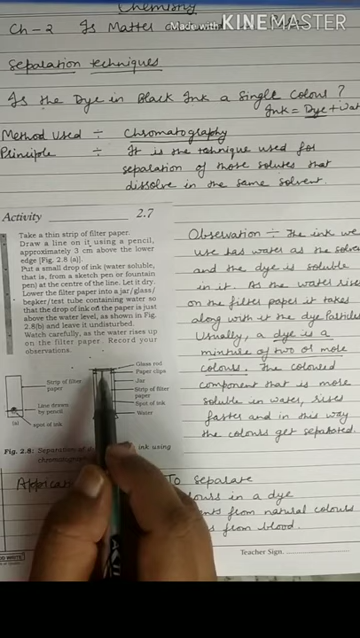 Chemistry
Ch-2 Is Matter
Made with KINEMASTER
Separation techniques
Is the Dye in Black Ink a Single Colour?
Ink = Dye + Wat
Method Used ÷ Chromatography
Principle ÷ It is the technique used for
separation of those solutes that
dissolve in the same solvent.
Activity 2.7
Take a thin strip of filter paper.
Draw a line on it using a pencil,
approximately 3 cm above the lower
edge [Fig. 2.8 (a)].
Put a small drop of ink (water soluble,
that is, from a sketch pen or fountain
pen) at the centre of the line. Let it dry.
Lower the filter paper into a jar/glass/
beaker/test tube containing water so
that the drop of ink on the paper is just
above the water level, as shown in Fig.
2.8(b) and leave it undisturbed.
Watch carefully, as the water rises up
on the filter paper. Record your
observations.
Glass rod
Paper clips
Jar
Strip of filter
paper
Spot of ink
Water
Strip of filter
paper
Line drawn
by pencil
(a)
spot of ink
Fig. 2.8: Separation of ink using
Observation ÷ The ink we
use has water as the solve
and the dye is soluble
in it. As the water rises
on the filter paper it takes
along with it the dye Particles
Usually, a dye is a
mixture of two or more
colours. The coloured
component that is more
soluble in water, rises
faster and in this way
the colours get separated.
Applicati To Separate
ours in a dye
ents from natural colours
s from blood.
Teacher Sign.